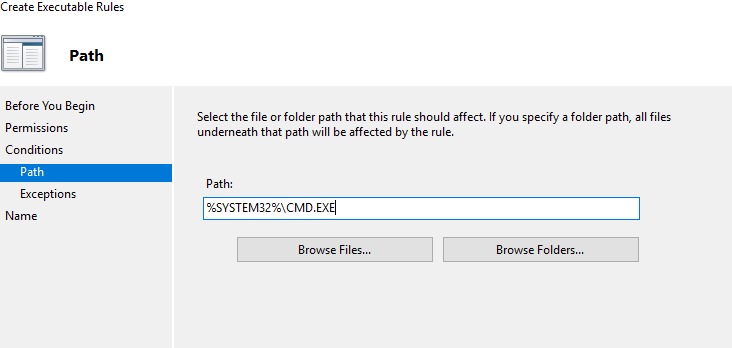 Create Executable Rules
Path
Before You Begin
Permissions
Conditions
Path
Exceptions
Name
Select the file or folder path that this rule should affect. If you specify a folder path, all files
underneath that path will be affected by the rule.
Path:
%SYSTEM32%\CMD.EXE
Browse Files...
Browse Folders...